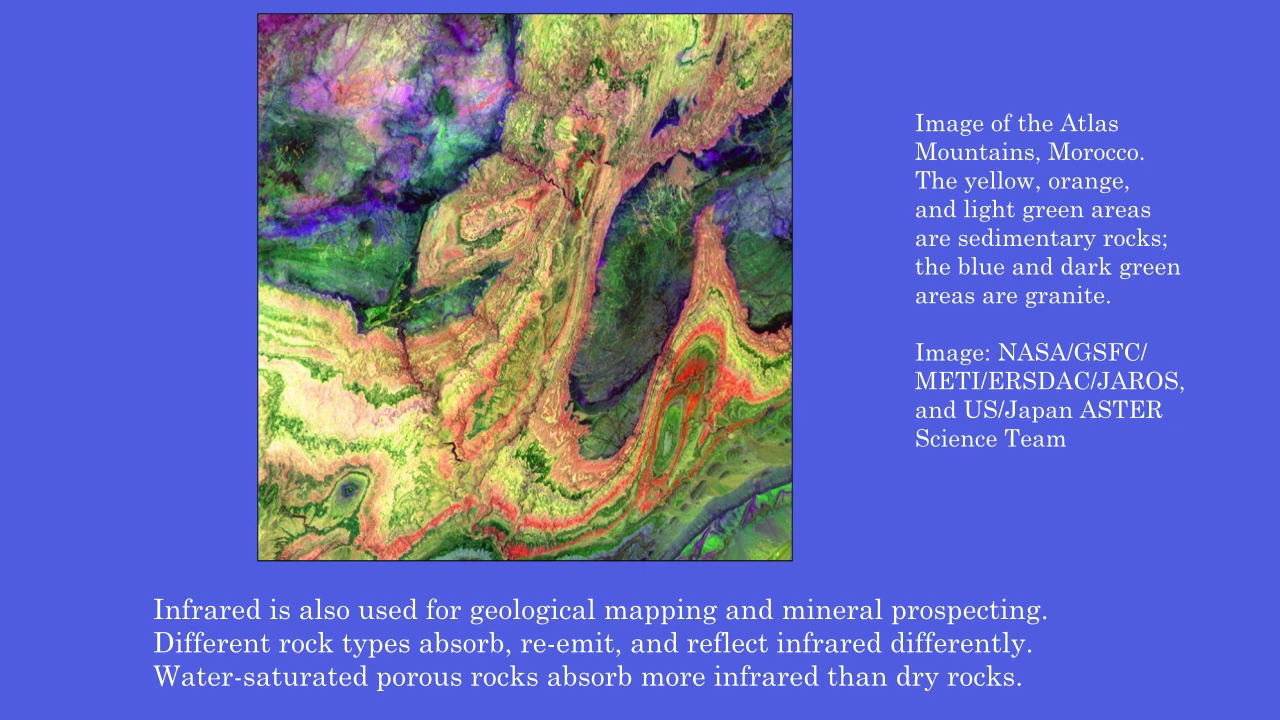 Image of the Atlas
Mountains, Morocco.
The yellow, orange,
and light green areas
are sedimentary rocks;
the blue and dark green
areas are granite.
Image: NASA/GSFC/
METI/ERSDAC/JAROS,
and US/Japan ASTER
Science Team
Infrared is also used for geological mapping and mineral prospecting.
Different rock types absorb, re-emit, and reflect infrared differently.
Water-saturated porous rocks absorb more infrared than dry rocks.